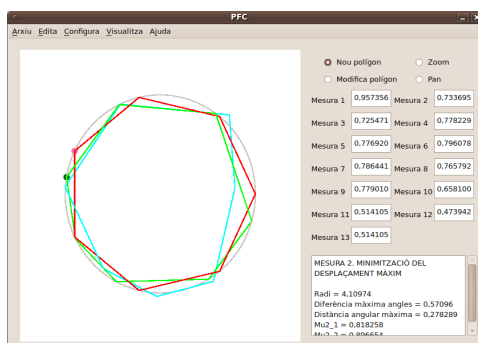 PFC
Arxiu Edita Configura Visualitza Ajuda
Nou polígon Zoom
Modifica polígon Pan
Mesura 1 0,957356 Mesura 2 0,733695
Mesura 3 0,725471 Mesura 4 0,778229
Mesura 5 0,776920 Mesura 6 0,796078
Mesura 7 0,786441 Mesura 8 0,765792
Mesura 9 0,779010 Mesura 10 0,658100
Mesura 11 0,514105 Mesura 12 0,473942
Mesura 13 0,514105
MESURA 2. MINIMITZACIÓ DEL
DESPLAÇAMENT MÀXIM
Radi = 4,10974
Diferència màxima angles = 0,57096
Distància angular màxima = 0,278289
Mu2_1 = 0,818258
Mu2_2 = 0,896654